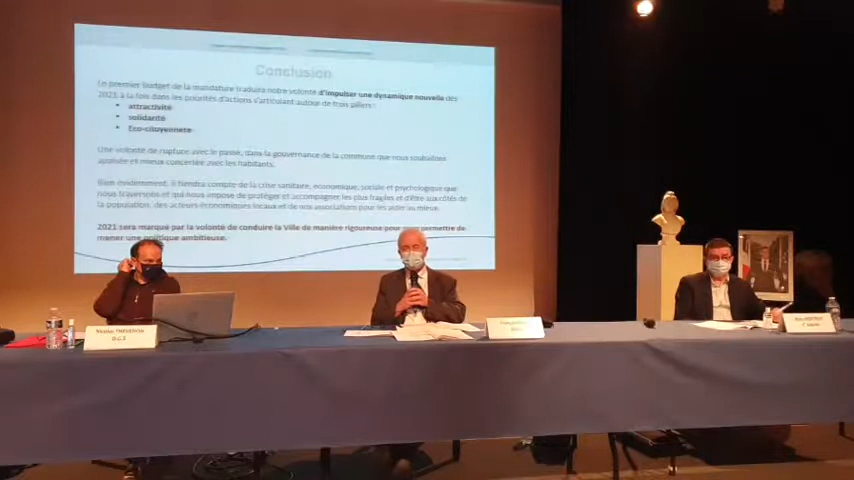 Conclusion
Le premier budget de la mandature traduira notre volonté d'impulser une dynamique nouvelle dès
2021 à la fois dans les priorités d'actions s'articulant autour de trois piliers :
• attractivité
• solidarité
• Eco-citoyenneté
Une volonté de rupture avec le passé, dans la gouvernance de la commune que nous souhaitons
apaisée et mieux concertée avec les habitants.
Bien évidemment, il tiendra compte de la crise sanitaire, économique, sociale et psychologique que
nous traversons et qui nous impose de protéger et accompagner les plus fragiles et d'être aux côtés de
la population, des acteurs économiques locaux et de nos associations pour les aider au mieux.
2021 sera marqué par la volonté de conduire la Ville de manière rigoureuse pour permettre de
mener une politique ambitieuse.
D.G.S